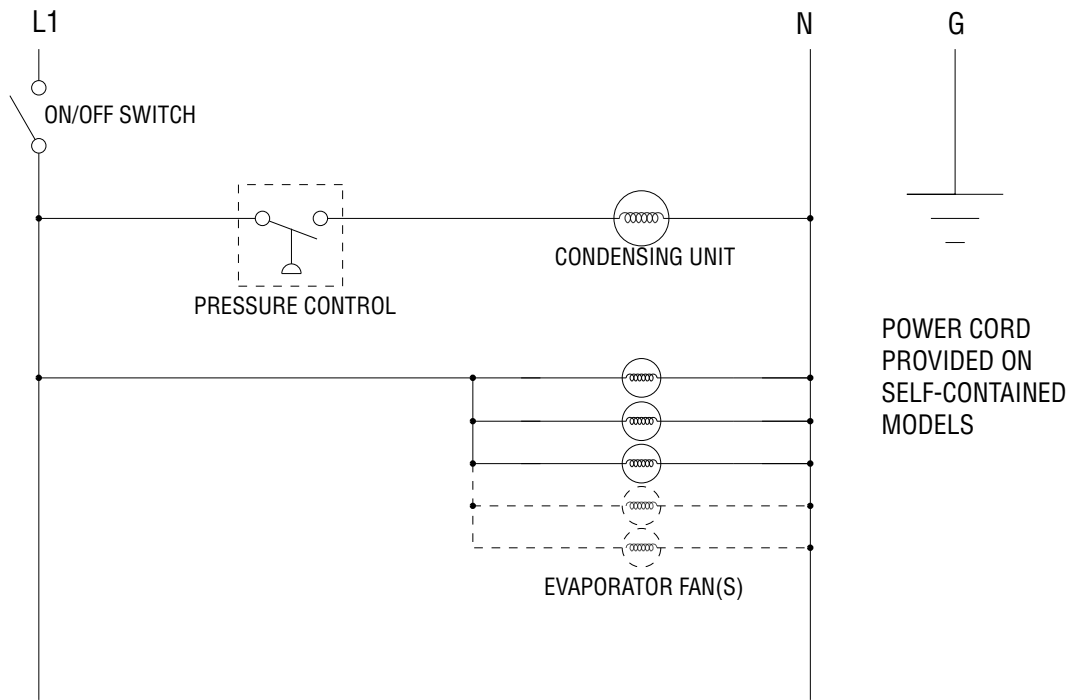 L1
N
G
ON/OFF SWITCH
CONDENSING UNIT
PRESSURE CONTROL
POWER CORD
PROVIDED ON
SELF-CONTAINED
MODELS
EVAPORATOR FAN(S)